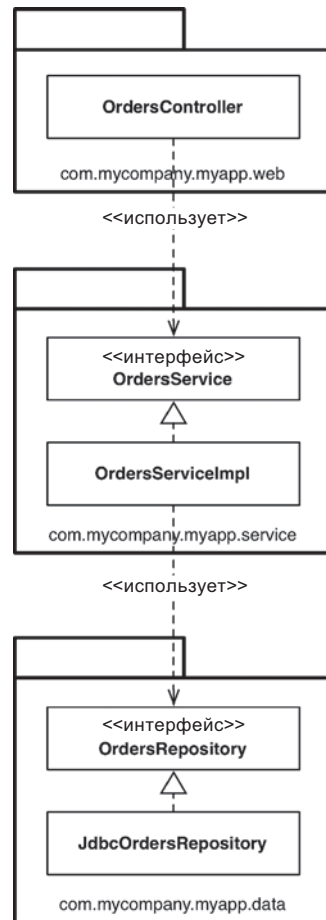 OrdersController
com.mycompany.myapp.web
<<использует>>
<<интерфейс>>
OrdersService
OrdersServiceImpl
com.mycompany.myapp.service
<<использует>>
<<интерфейс>>
OrdersRepository
JdbcOrdersRepository
com.mycompany.myapp.data